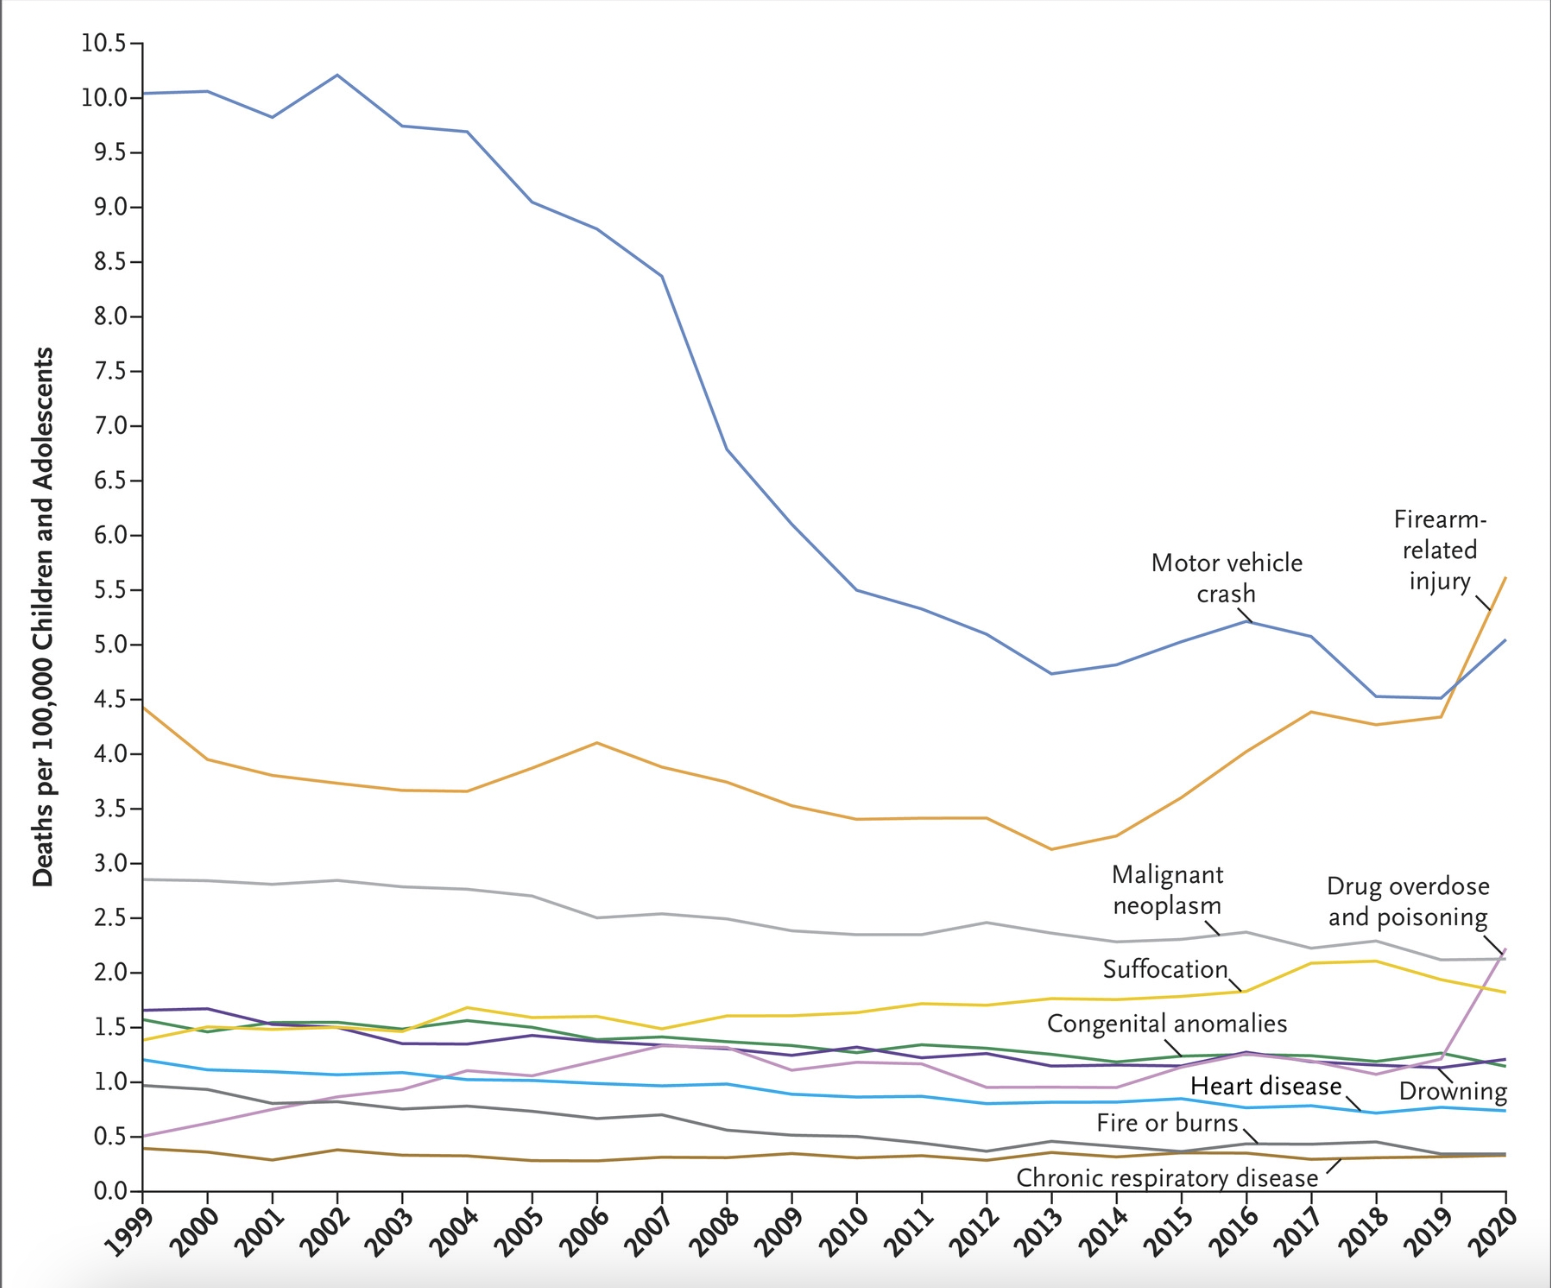 Deaths per 100,000 Children and Adolescents
10.5
10.0
9.5
9.0
8.5
8.0
7.5
7.0
6.5
6.0
5.5
5.0
4.5
4.0
3.5
3.0
2.5
2.0
1.5
1.0
0.5
0.0
Firearm-
related
injury
Motor vehicle
crash
Malignant
neoplasm
Drug overdose
and poisoning
Suffocation
Congenital anomalies
Heart disease
Drowning
Fire or burns
Chronic respiratory disease
1999
2000
2001
2002
2003
2004
2005
2006
2007
2008
2009
2010
2011
2012
2013
2014
2015
2016
2017
2018
2019
2020